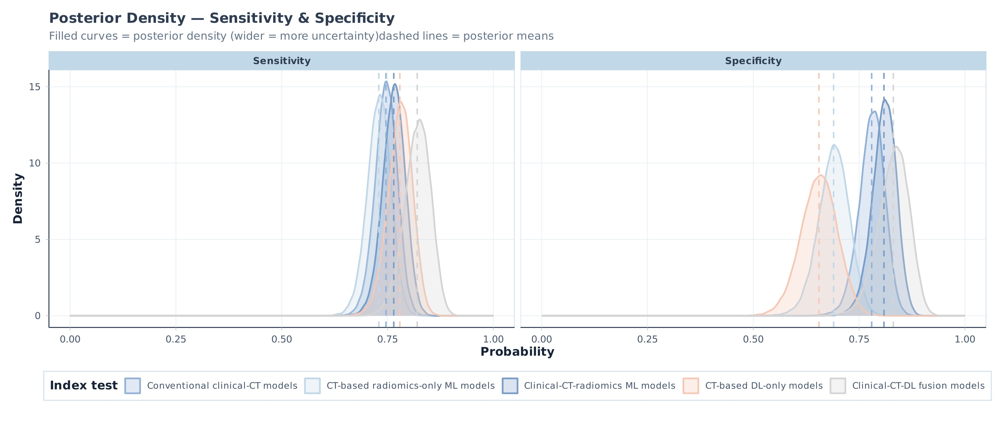 Posterior Density — Sensitivity & Specificity
Filled curves = posterior density (wider = more uncertainty)dashed lines = posterior means
Sensitivity
Specificity
Density
15
10
5
0
0.00 0.25 0.50 0.75 1.00
0.00 0.25 0.50 0.75 1.00
Probability
Index test Conventional clinical-CT models CT-based radiomics-only ML models Clinical-CT-radiomics ML models CT-based DL-only models Clinical-CT-DL fusion models